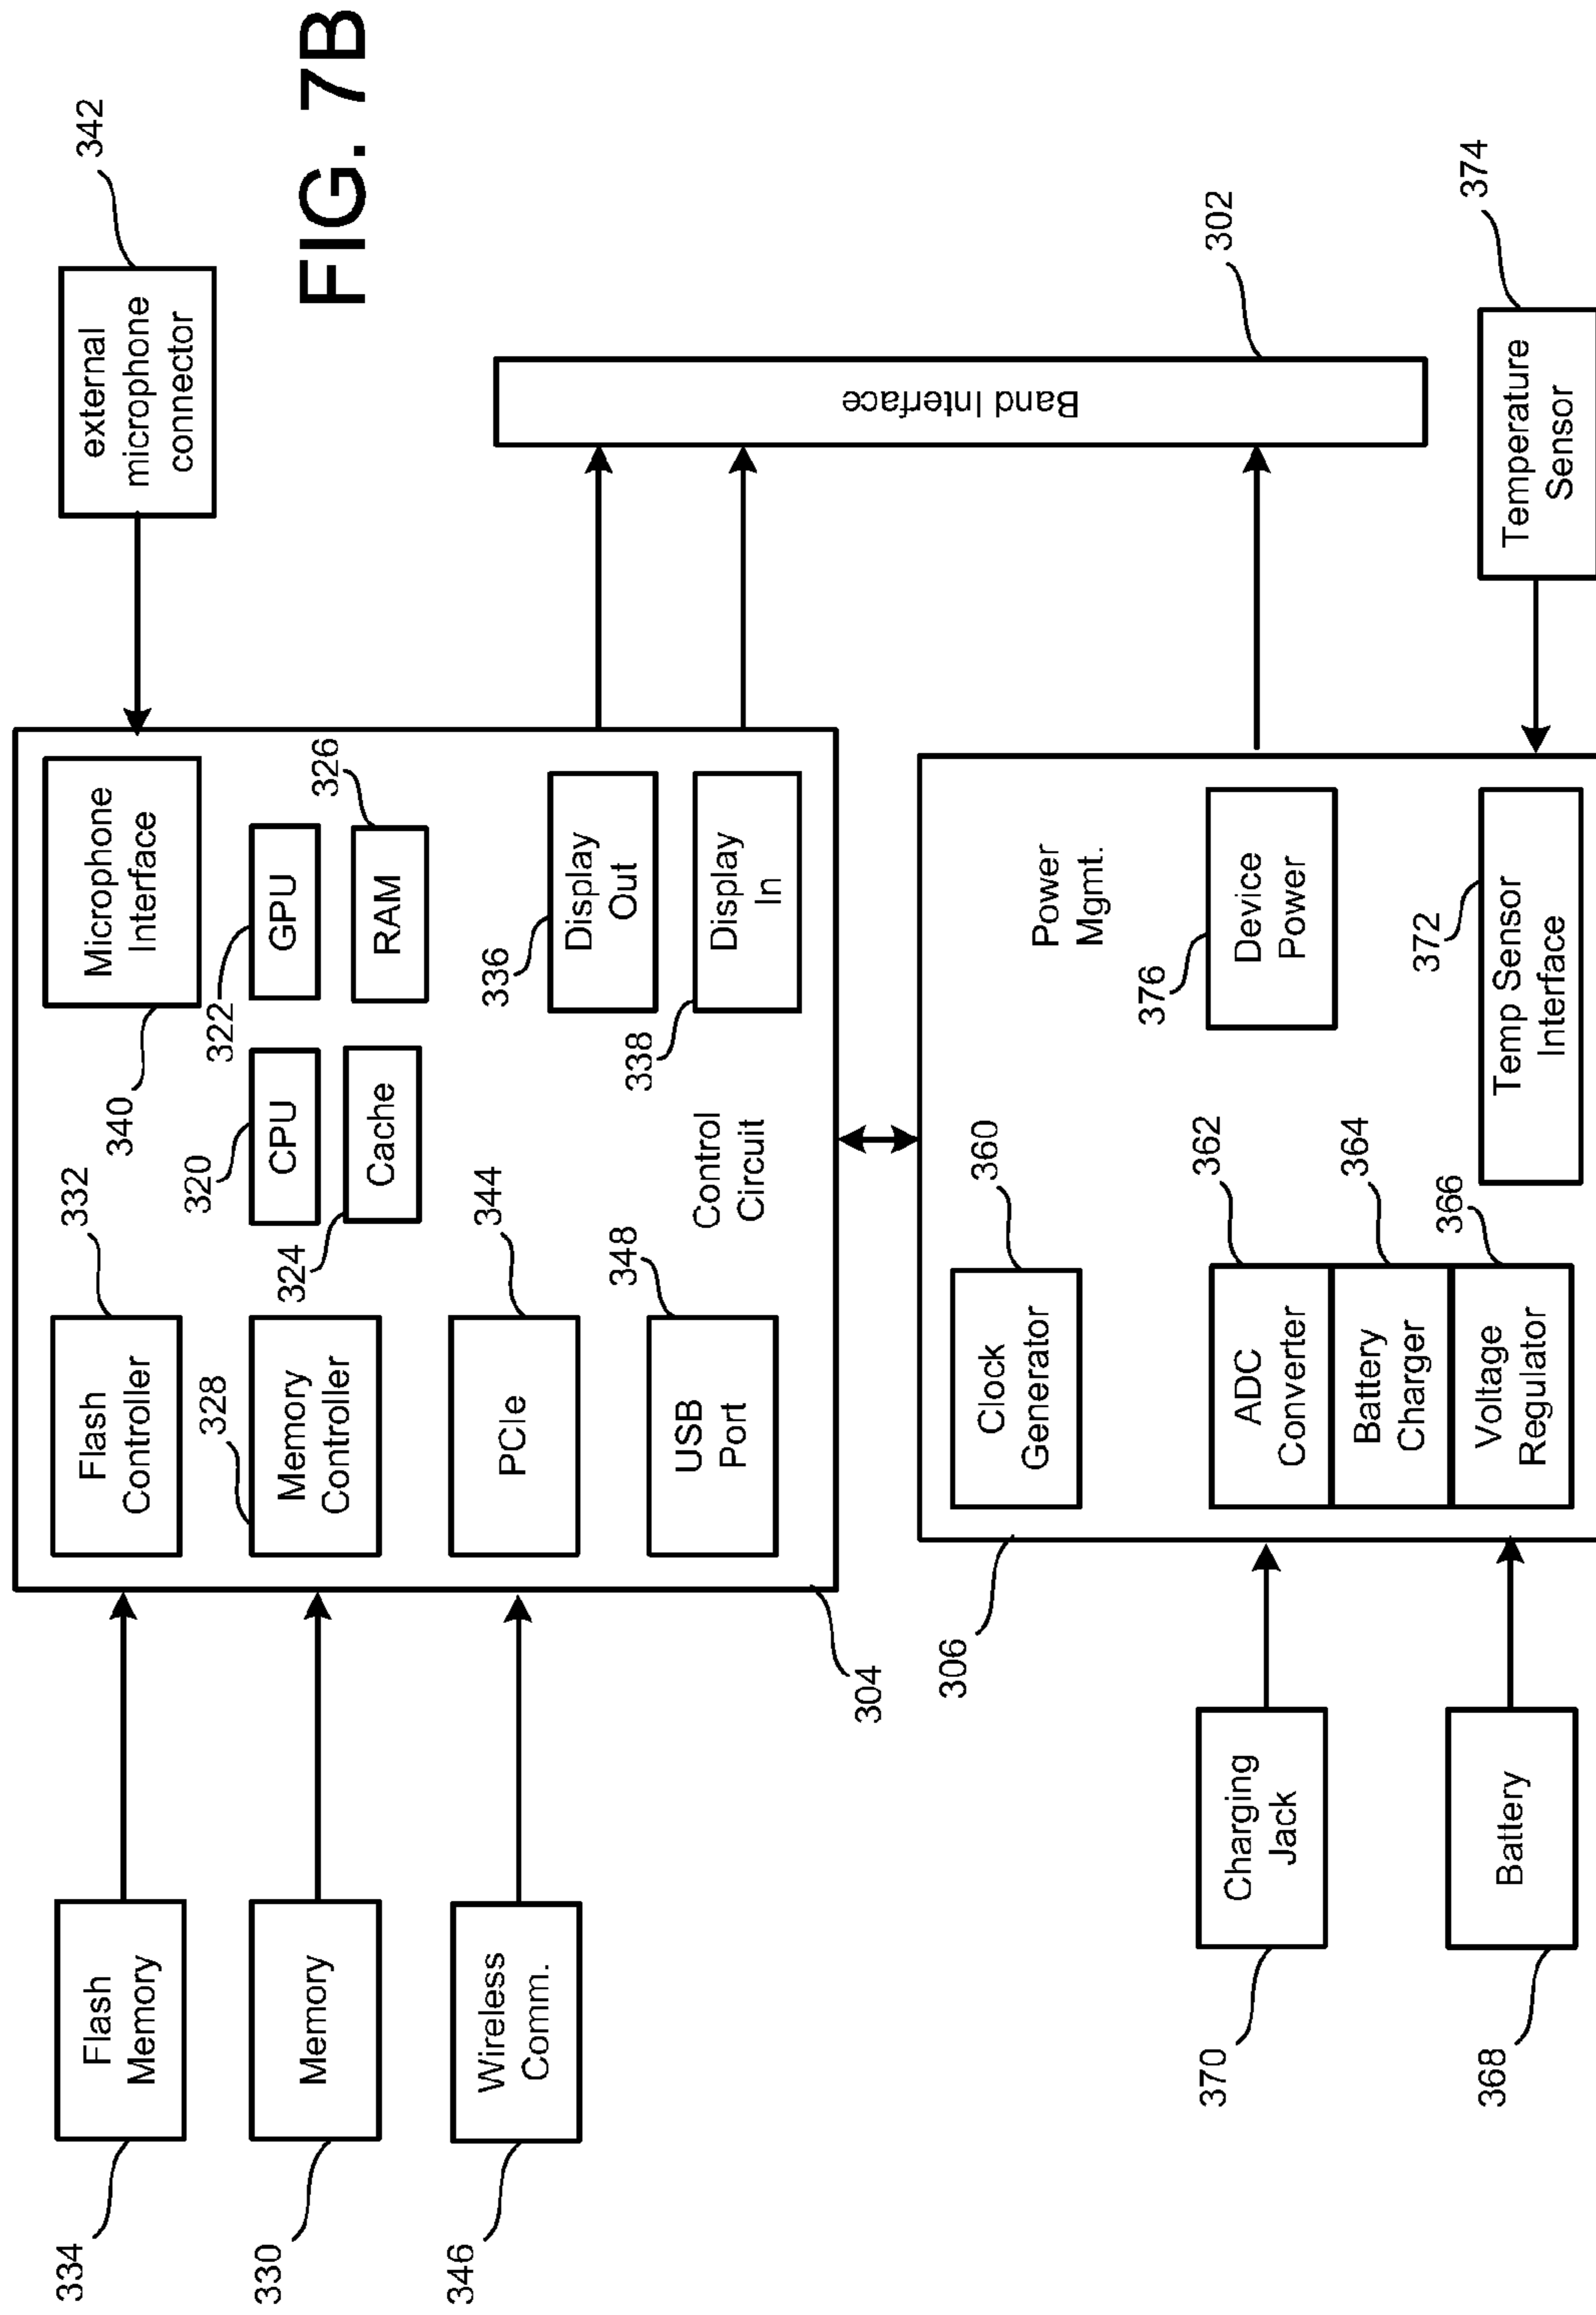 FIG. 7B
334
Flash
Memory
330
Memory
346
Wireless
Comm.
332
Flash
Controller
328
Memory
Controller
344
PCIe
348
USB
Port
304
340
Microphone
Interface
320
CPU
322
GPU
324
Cache
326
RAM
336
Display
Out
338
Display
In
Control
Circuit
342
external
microphone
connector
302
Band Interface
306
360
Clock
Generator
Power
Mgmt.
362
ADC
Converter
364
Battery
Charger
366
Voltage
Regulator
376
Device
Power
372
Temp Sensor
Interface
374
Temperature
Sensor
370
Charging
Jack
368
Battery